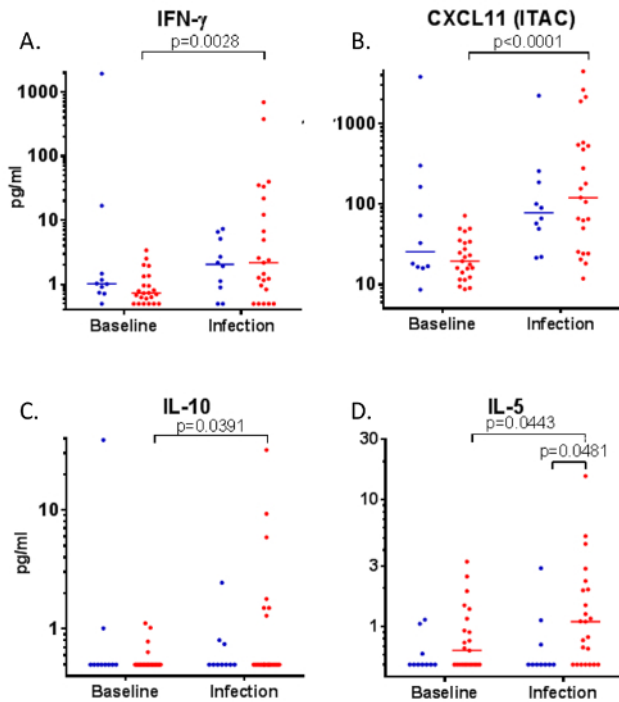 A.
IFN-γ
p=0.0028
1000
100
10
1
pg/ml
Baseline
Infection
B.
CXCL11 (ITAC)
p<0.0001
1000
100
10
Baseline
Infection
C.
IL-10
p=0.0391
10
1
pg/ml
Baseline
Infection
D.
IL-5
p=0.0443
p=0.0481
30
10
3
1
Baseline
Infection